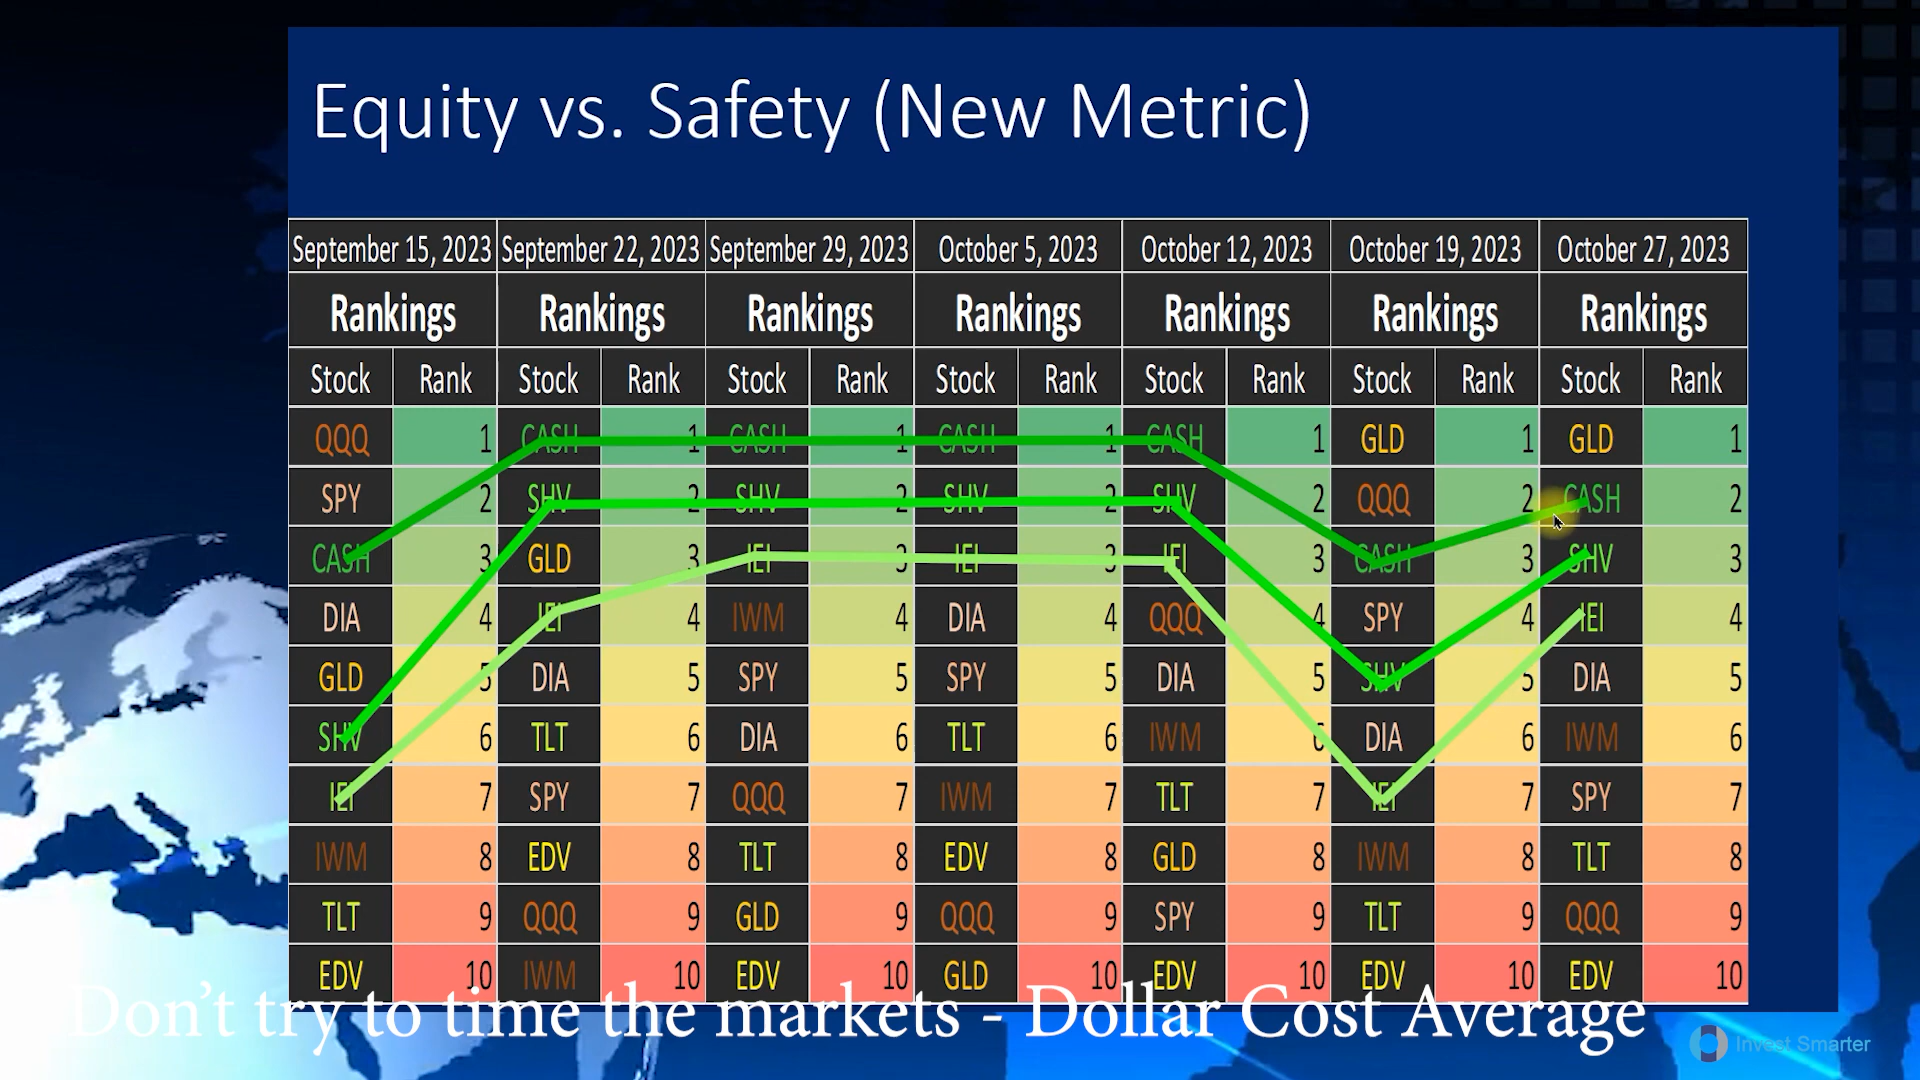 Equity vs. Safety (New Metric)
September 15, 2023 September 22, 2023 September 29, 2023 October 5, 2023 October 12, 2023 October 19, 2023 October 27, 2023
Rankings Rankings Rankings Rankings Rankings Rankings Rankings
Stock Rank Stock Rank Stock Rank Stock Rank Stock Rank Stock Rank Stock Rank
QQQ 1 CASH 1 CASH 1 CASH 1 CASH 1 GLD 1 GLD 1
SPY 2 SHV 2 SHV 2 SHV 2 SHV 2 QQQ 2 CASH 2
CASH 3 GLD 3 IEI 3 IEI 3 IEI 3 CASH 3 SHV 3
DIA 4 IEI 4 IWM 4 DIA 4 QQQ 4 SPY 4 IEI 4
GLD 5 DIA 5 SPY 5 SPY 5 DIA 5 SHV 5 DIA 5
SHV 6 TLT 6 DIA 6 TLT 6 IWM 6 DIA 6 IWM 6
IEI 7 SPY 7 QQQ 7 IWM 7 TLT 7 IEI 7 SPY 7
IWM 8 EDV 8 TLT 8 EDV 8 GLD 8 IWM 8 TLT 8
TLT 9 QQQ 9 GLD 9 QQQ 9 SPY 9 TLT 9 QQQ 9
EDV 10 IWM 10 EDV 10 GLD 10 EDV 10 EDV 10 EDV 10
Don't try to time the markets - Dollar Cost Average
Invest Smarter